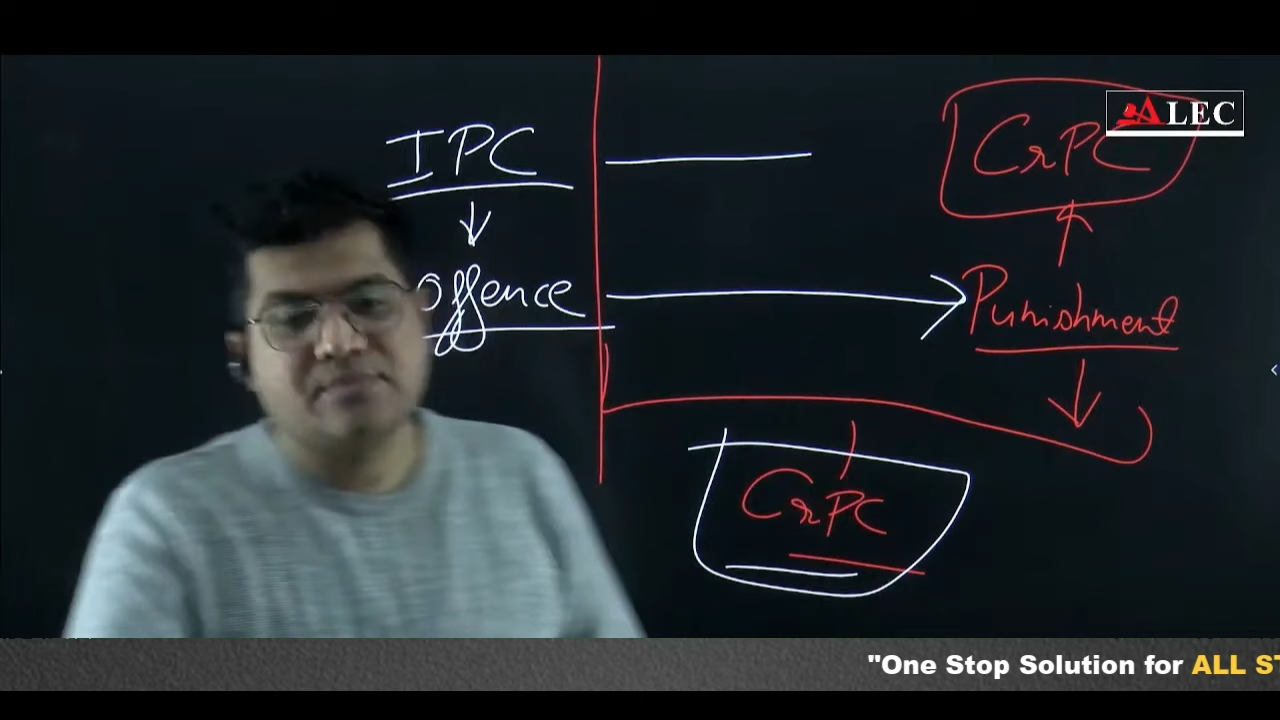 ALEC
IPC
CrPC
Offence
Punishment
CrPC
"One Stop Solution for ALL